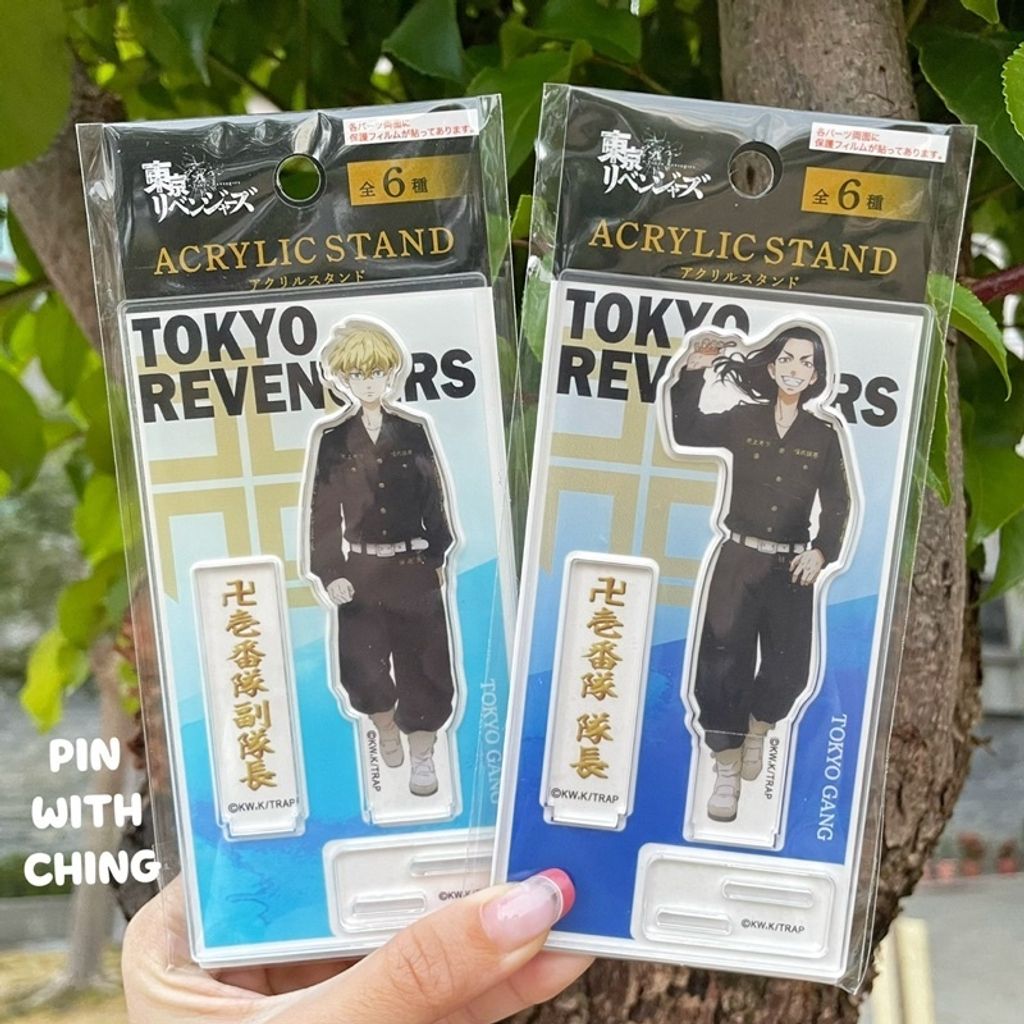 各パーツ両面に
保護フィルムが貼ってあります。
東京
リベンジャーズ
全6種
ACRYLIC STAND
アクリルスタンド
TOKYO
REVENGERS
卍壱番隊副隊長
©KW.K/TRAP
©KW.K/TRAP
TOKYO GANG
©KW.K/TRAP
各パーツ両面に
保護フィルムが貼ってあります。
東京
リベンジャーズ
全6種
ACRYLIC STAND
アクリルスタンド
TOKYO
REV RS
卍壱番隊 隊長
©KW.K/TRAP
©KW.K/TRAP
TOKYO GANG
©KW.K/TRAP
PIN
WITH
CHING